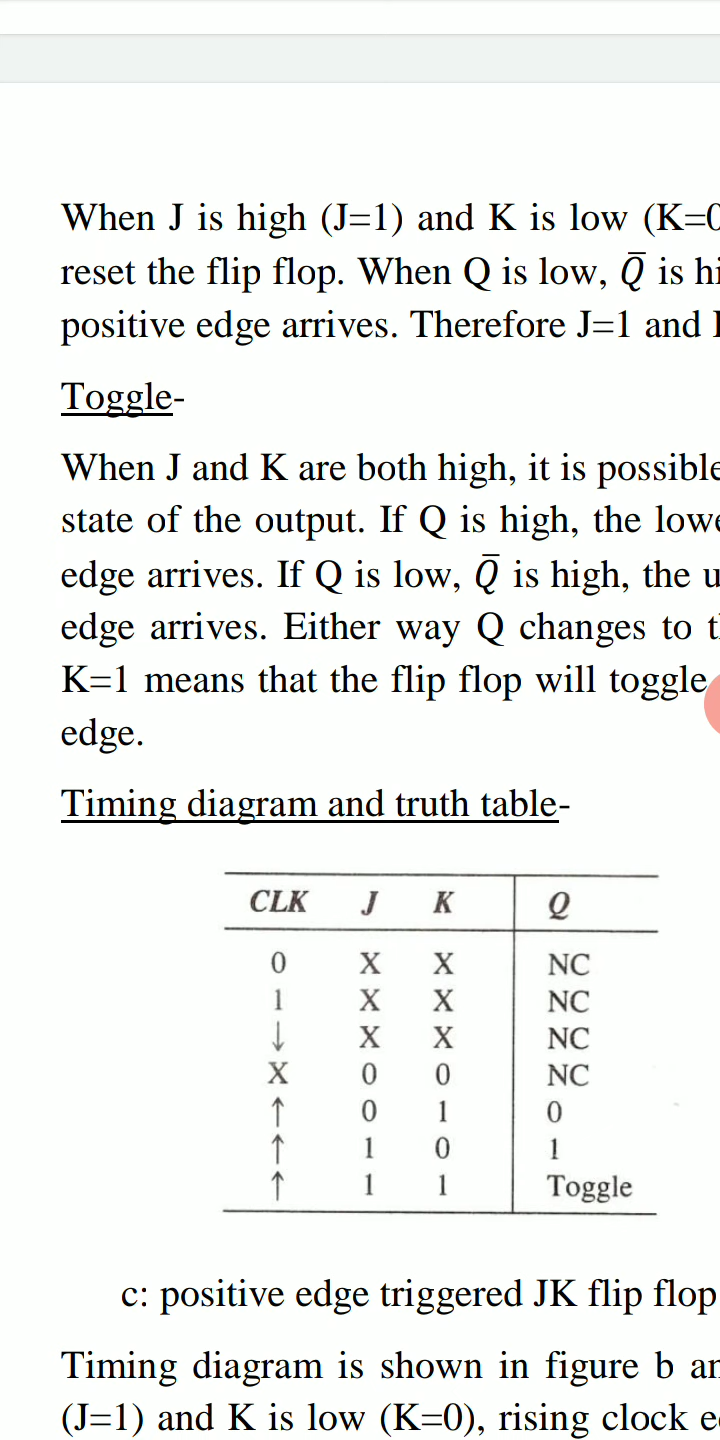 When J is high (J=1) and K is low (K=0
reset the flip flop. When Q is low, Q̅ is hi
positive edge arrives. Therefore J=1 and
Toggle-
When J and K are both high, it is possible
state of the output. If Q is high, the lowe
edge arrives. If Q is low, Q̅ is high, the u
edge arrives. Either way Q changes to t
K=1 means that the flip flop will toggle
edge.
Timing diagram and truth table-
CLK J K Q
0 X X NC
1 X X NC
↓ X X NC
X 0 0 NC
↑ 0 1 0
↑ 1 0 1
↑ 1 1 Toggle
c: positive edge triggered JK flip flop
Timing diagram is shown in figure b an
(J=1) and K is low (K=0), rising clock e